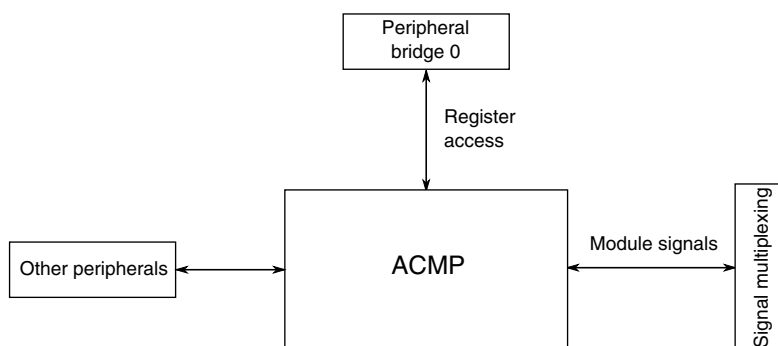 Peripheral
bridge 0
Register
access
Other peripherals
ACMP
Module signals
Signal multiplexing